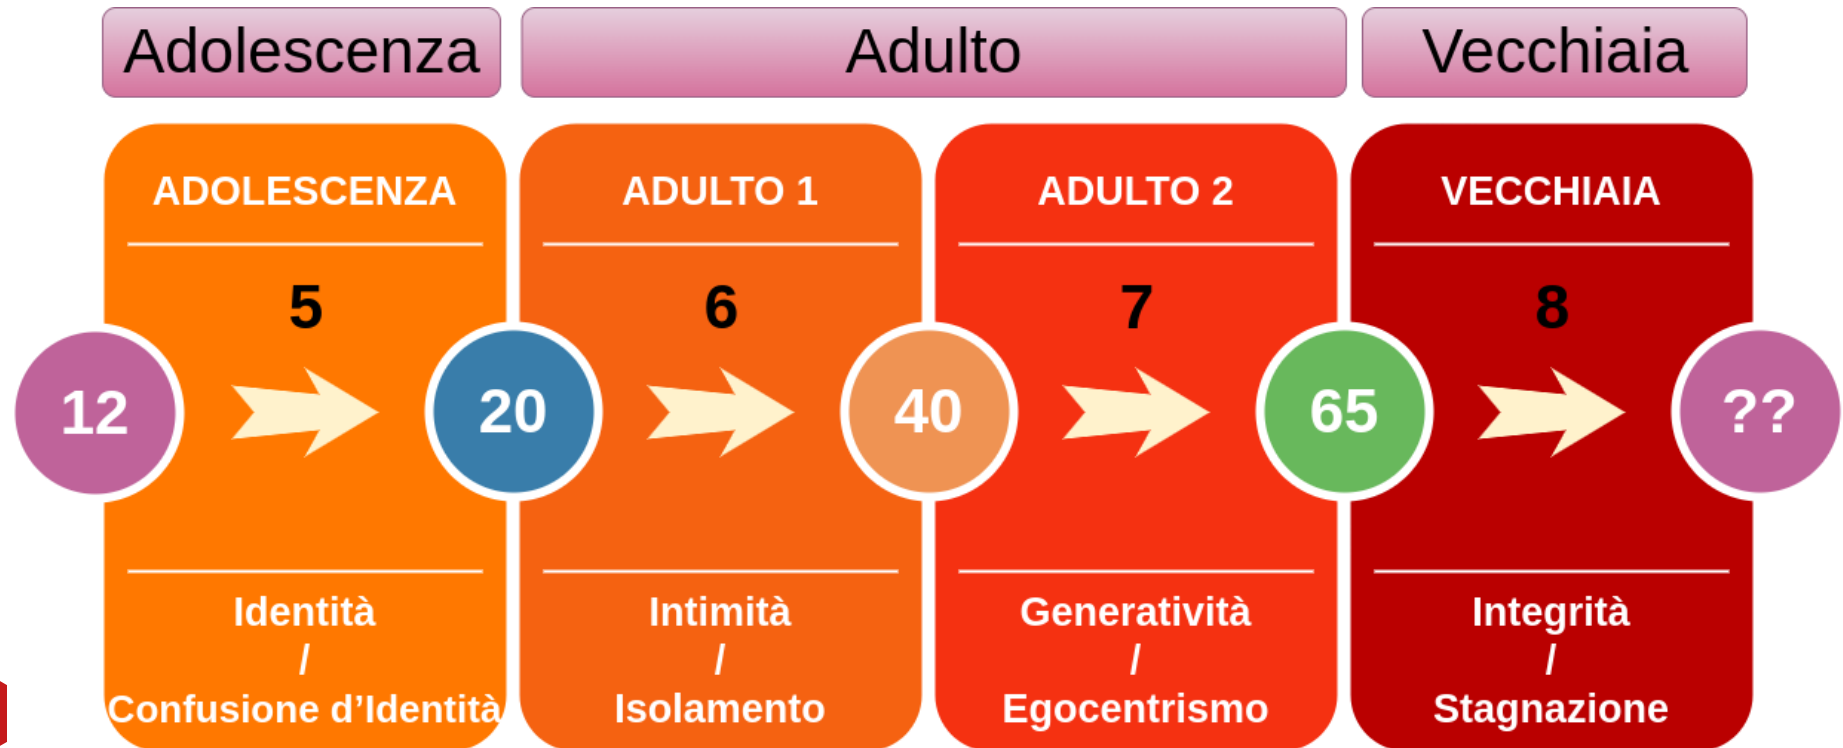 Adolescenza
Adulto
Vecchiaia
ADOLESCENZA
ADULTO 1
ADULTO 2
VECCHIAIA
5
6
7
8
12
20
40
65
??
Identità
/
Confusione d’Identità
Intimità
/
Isolamento
Generatività
/
Egocentrismo
Integrità
/
Stagnazione